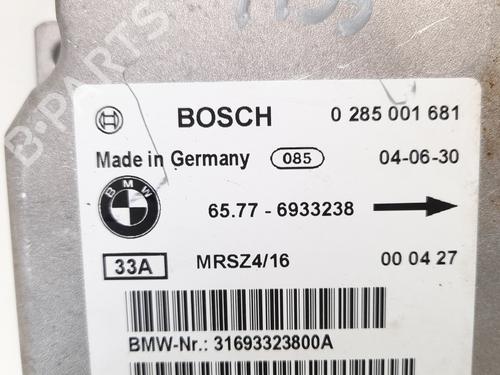 B-PARTS
BOSCH 0 285 001 681
Made in Germany 085 04-06-30
BMW
65.77 - 6933238
33A MRSZ4/16 00 04 27
BMW-Nr.: 31693323800A